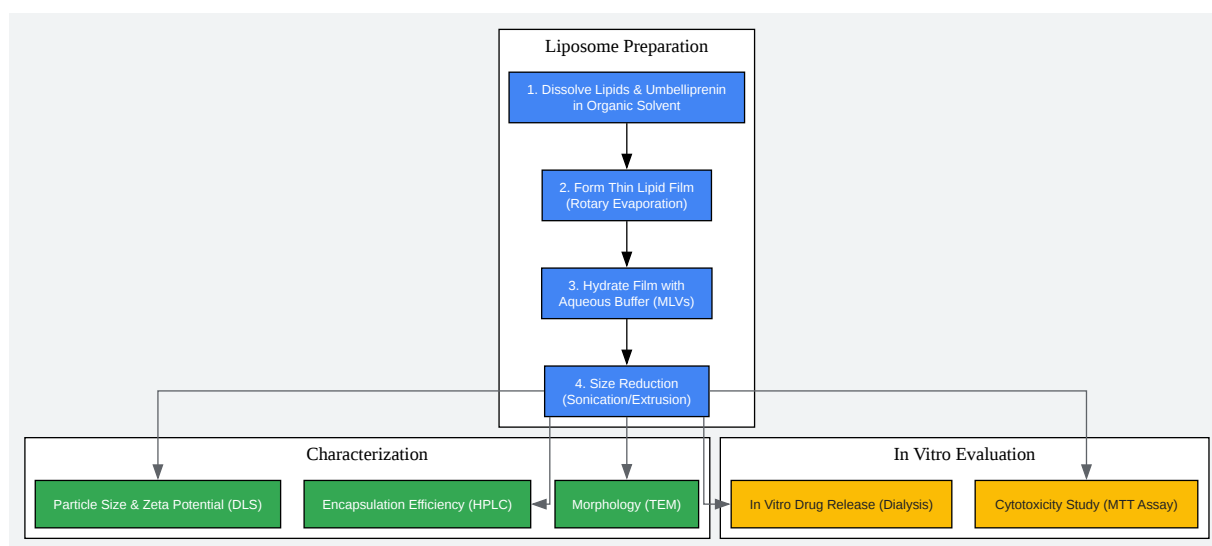 Liposome Preparation
1. Dissolve Lipids & Umbelliprenin
in Organic Solvent
2. Form Thin Lipid Film
(Rotary Evaporation)
3. Hydrate Film with
Aqueous Buffer (MLVs)
4. Size Reduction
(Sonication/Extrusion)
Characterization
Particle Size & Zeta Potential (DLS)
Encapsulation Efficiency (HPLC)
Morphology (TEM)
In Vitro Evaluation
In Vitro Drug Release (Dialysis)
Cytotoxicity Study (MTT Assay)